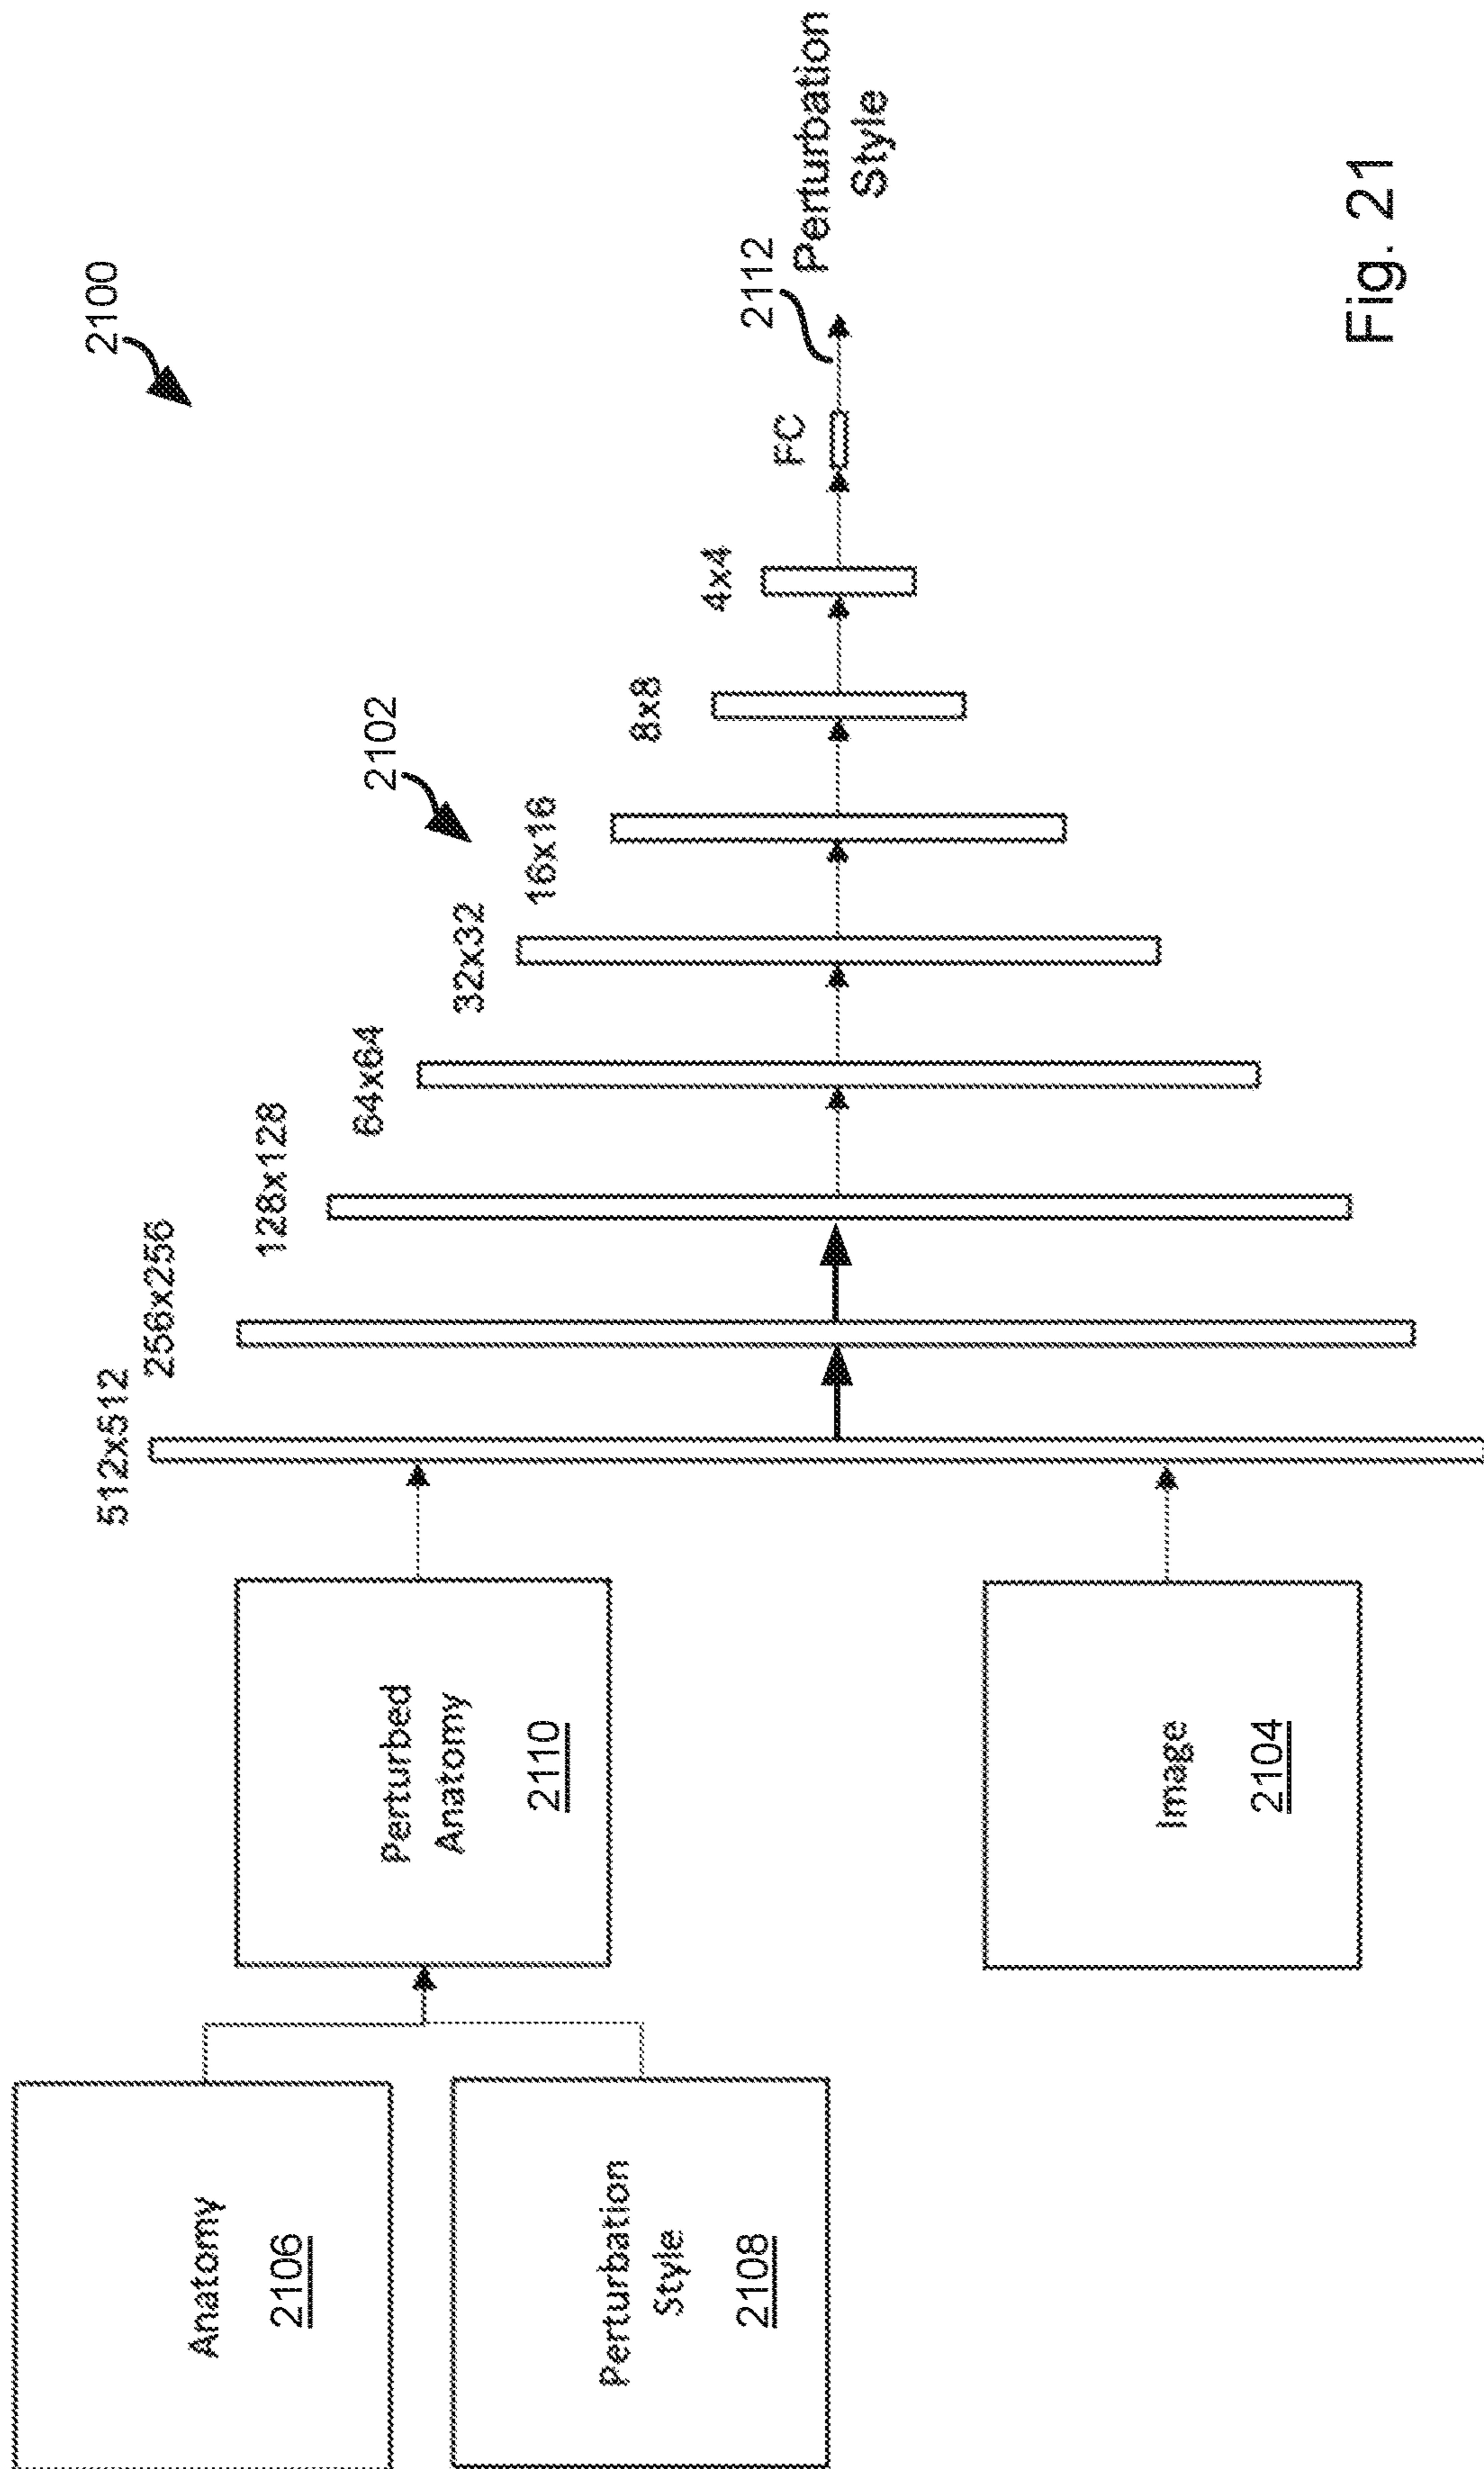 2100
2102
512x512
256x256
128x128
64x64
32x32
16x16
8x8
4x4
FC
2112
Perturbation
Style
Anatomy
2106
Perturbation
Style
2108
Perturbed
Anatomy
2110
Image
2104
Fig. 21